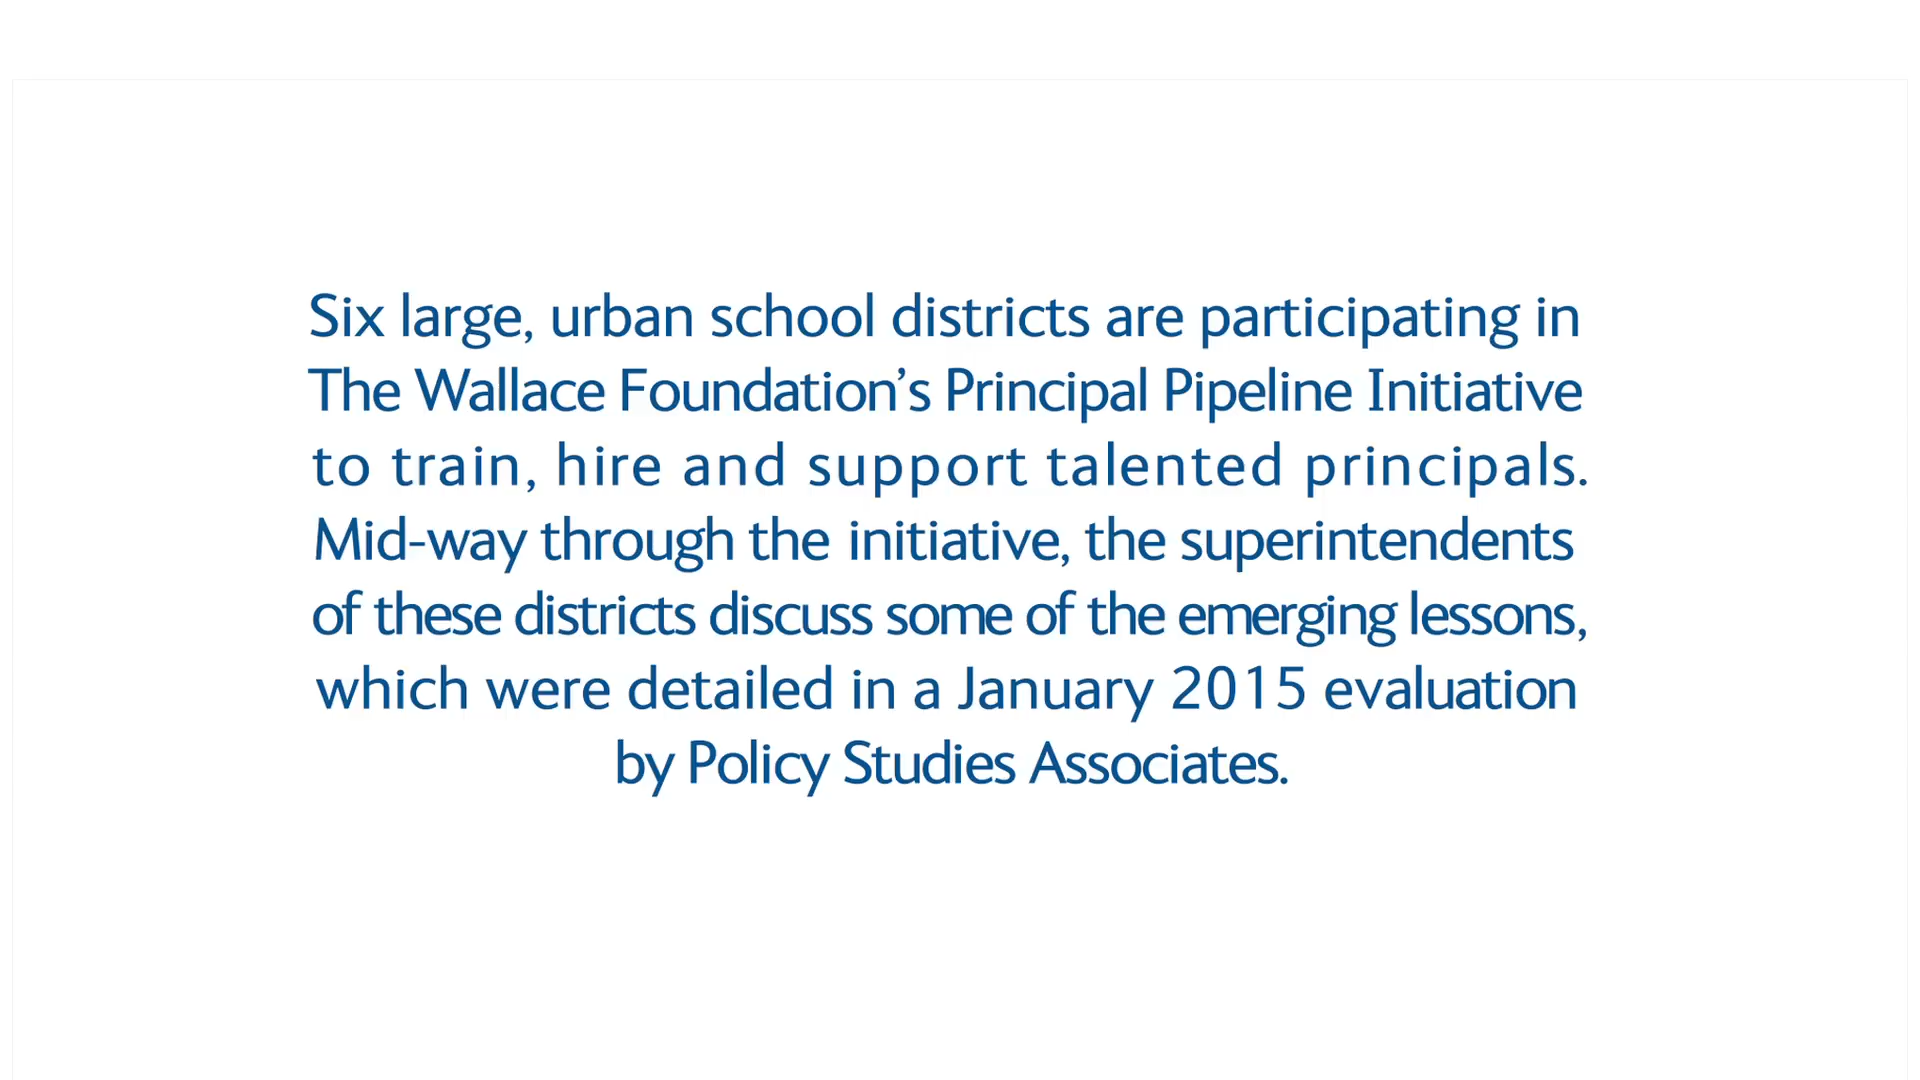 Six large, urban school districts are participating in
The Wallace Foundation’s Principal Pipeline Initiative
to train, hire and support talented principals.
Mid-way through the initiative, the superintendents
of these districts discuss some of the emerging lessons,
which were detailed in a January 2015 evaluation
by Policy Studies Associates.